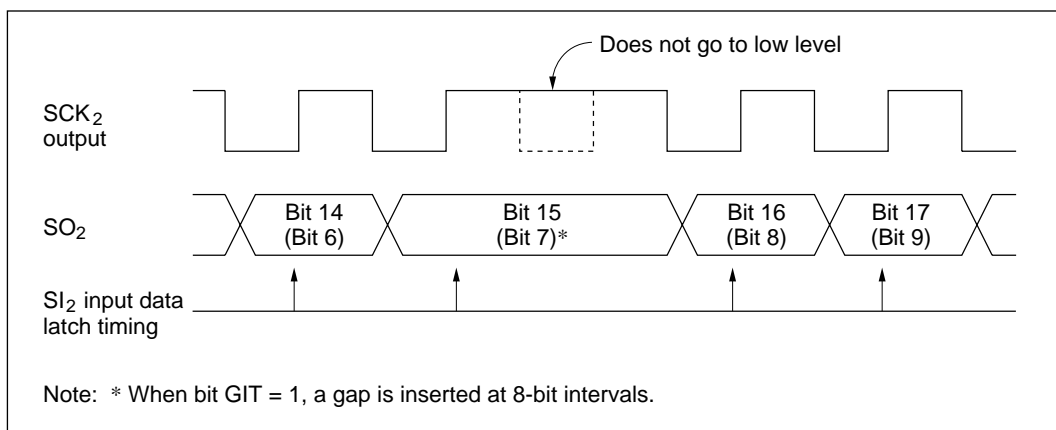 Does not go to low level
SCK2
output
SO2
Bit 14
(Bit 6)
Bit 15
(Bit 7)*
Bit 16
(Bit 8)
Bit 17
(Bit 9)
SI2 input data
latch timing
Note: * When bit GIT = 1, a gap is inserted at 8-bit intervals.